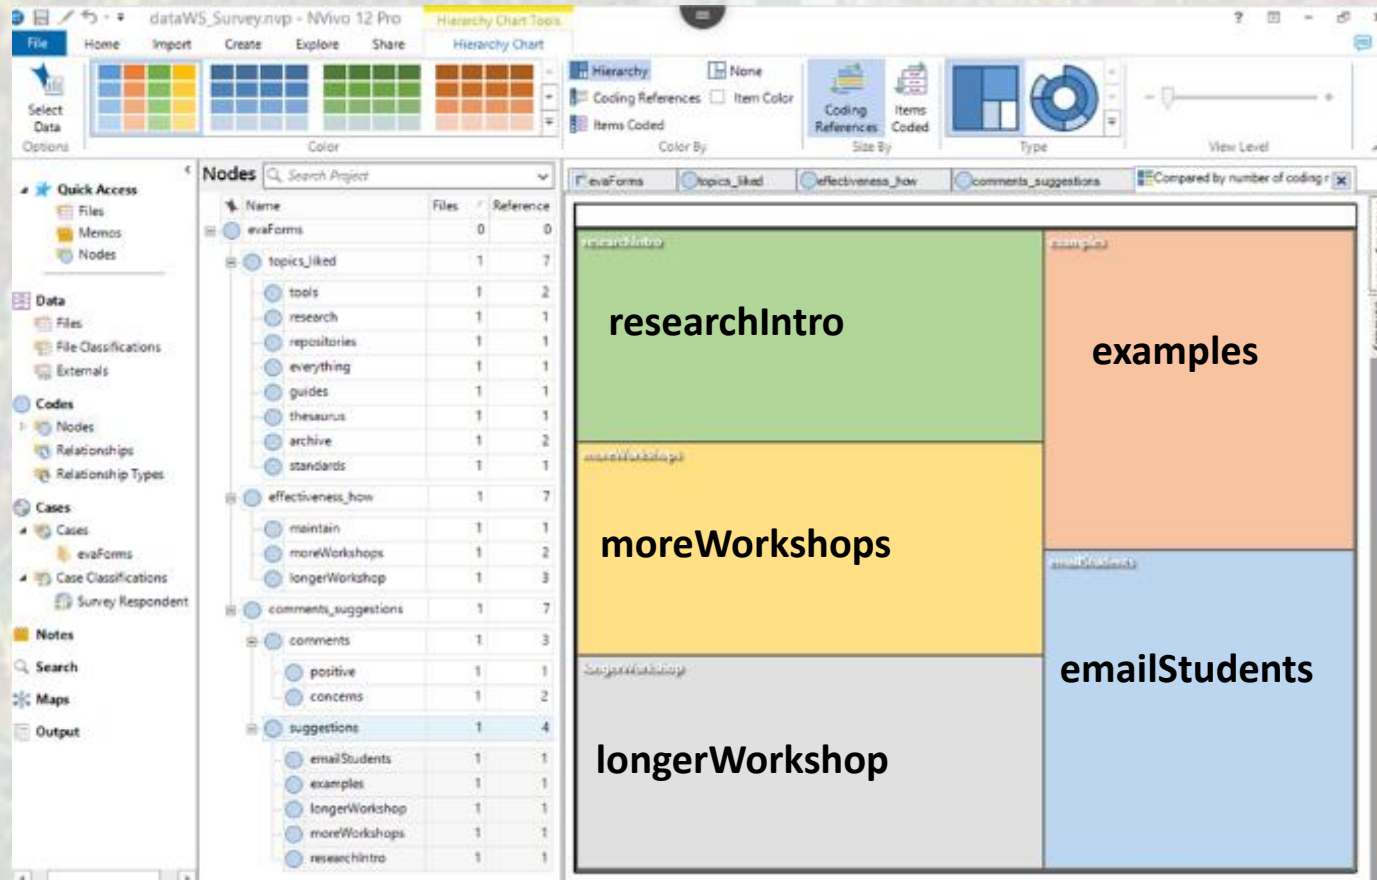 dataWS_Survey.nvp - NVivo 12 Pro
Hierarchy Chart Tools
?
File
Home
Import
Create
Explore
Share
Hierarchy Chart
Select
Data
Options
Color
Hierarchy
None
Coding References
Item Color
Items Coded
Color By
Coding
References
Items
Coded
Size By
Type
View Level
Quick Access
Files
Memos
Nodes
Data
Files
File Classifications
Externals
Codes
Nodes
Relationships
Relationship Types
Cases
Cases
evaForms
Case Classifications
Survey Respondent
Notes
Search
Maps
Output
Nodes
Search Project
Name Files Reference
evaForms 0 0
topics_liked 1 7
tools 1 2
research 1 1
repositories 1 1
everything 1 1
guides 1 1
thesaurus 1 1
archive 1 2
standards 1 1
effectiveness_how 1 7
maintain 1 1
moreWorkshops 1 2
longerWorkshop 1 3
comments_suggestions 1 7
comments 1 3
positive 1 1
concerns 1 2
suggestions 1 4
emailStudents 1 1
examples 1 1
longerWorkshop 1 1
moreWorkshops 1 1
researchIntro 1 1
evaForms
topics_liked
effectiveness_how
comments_suggestions
Compared by number of coding r
researchIntro
researchIntro
examples
examples
moreWorkshops
moreWorkshops
emailStudents
emailStudents
longerWorkshop
longerWorkshop